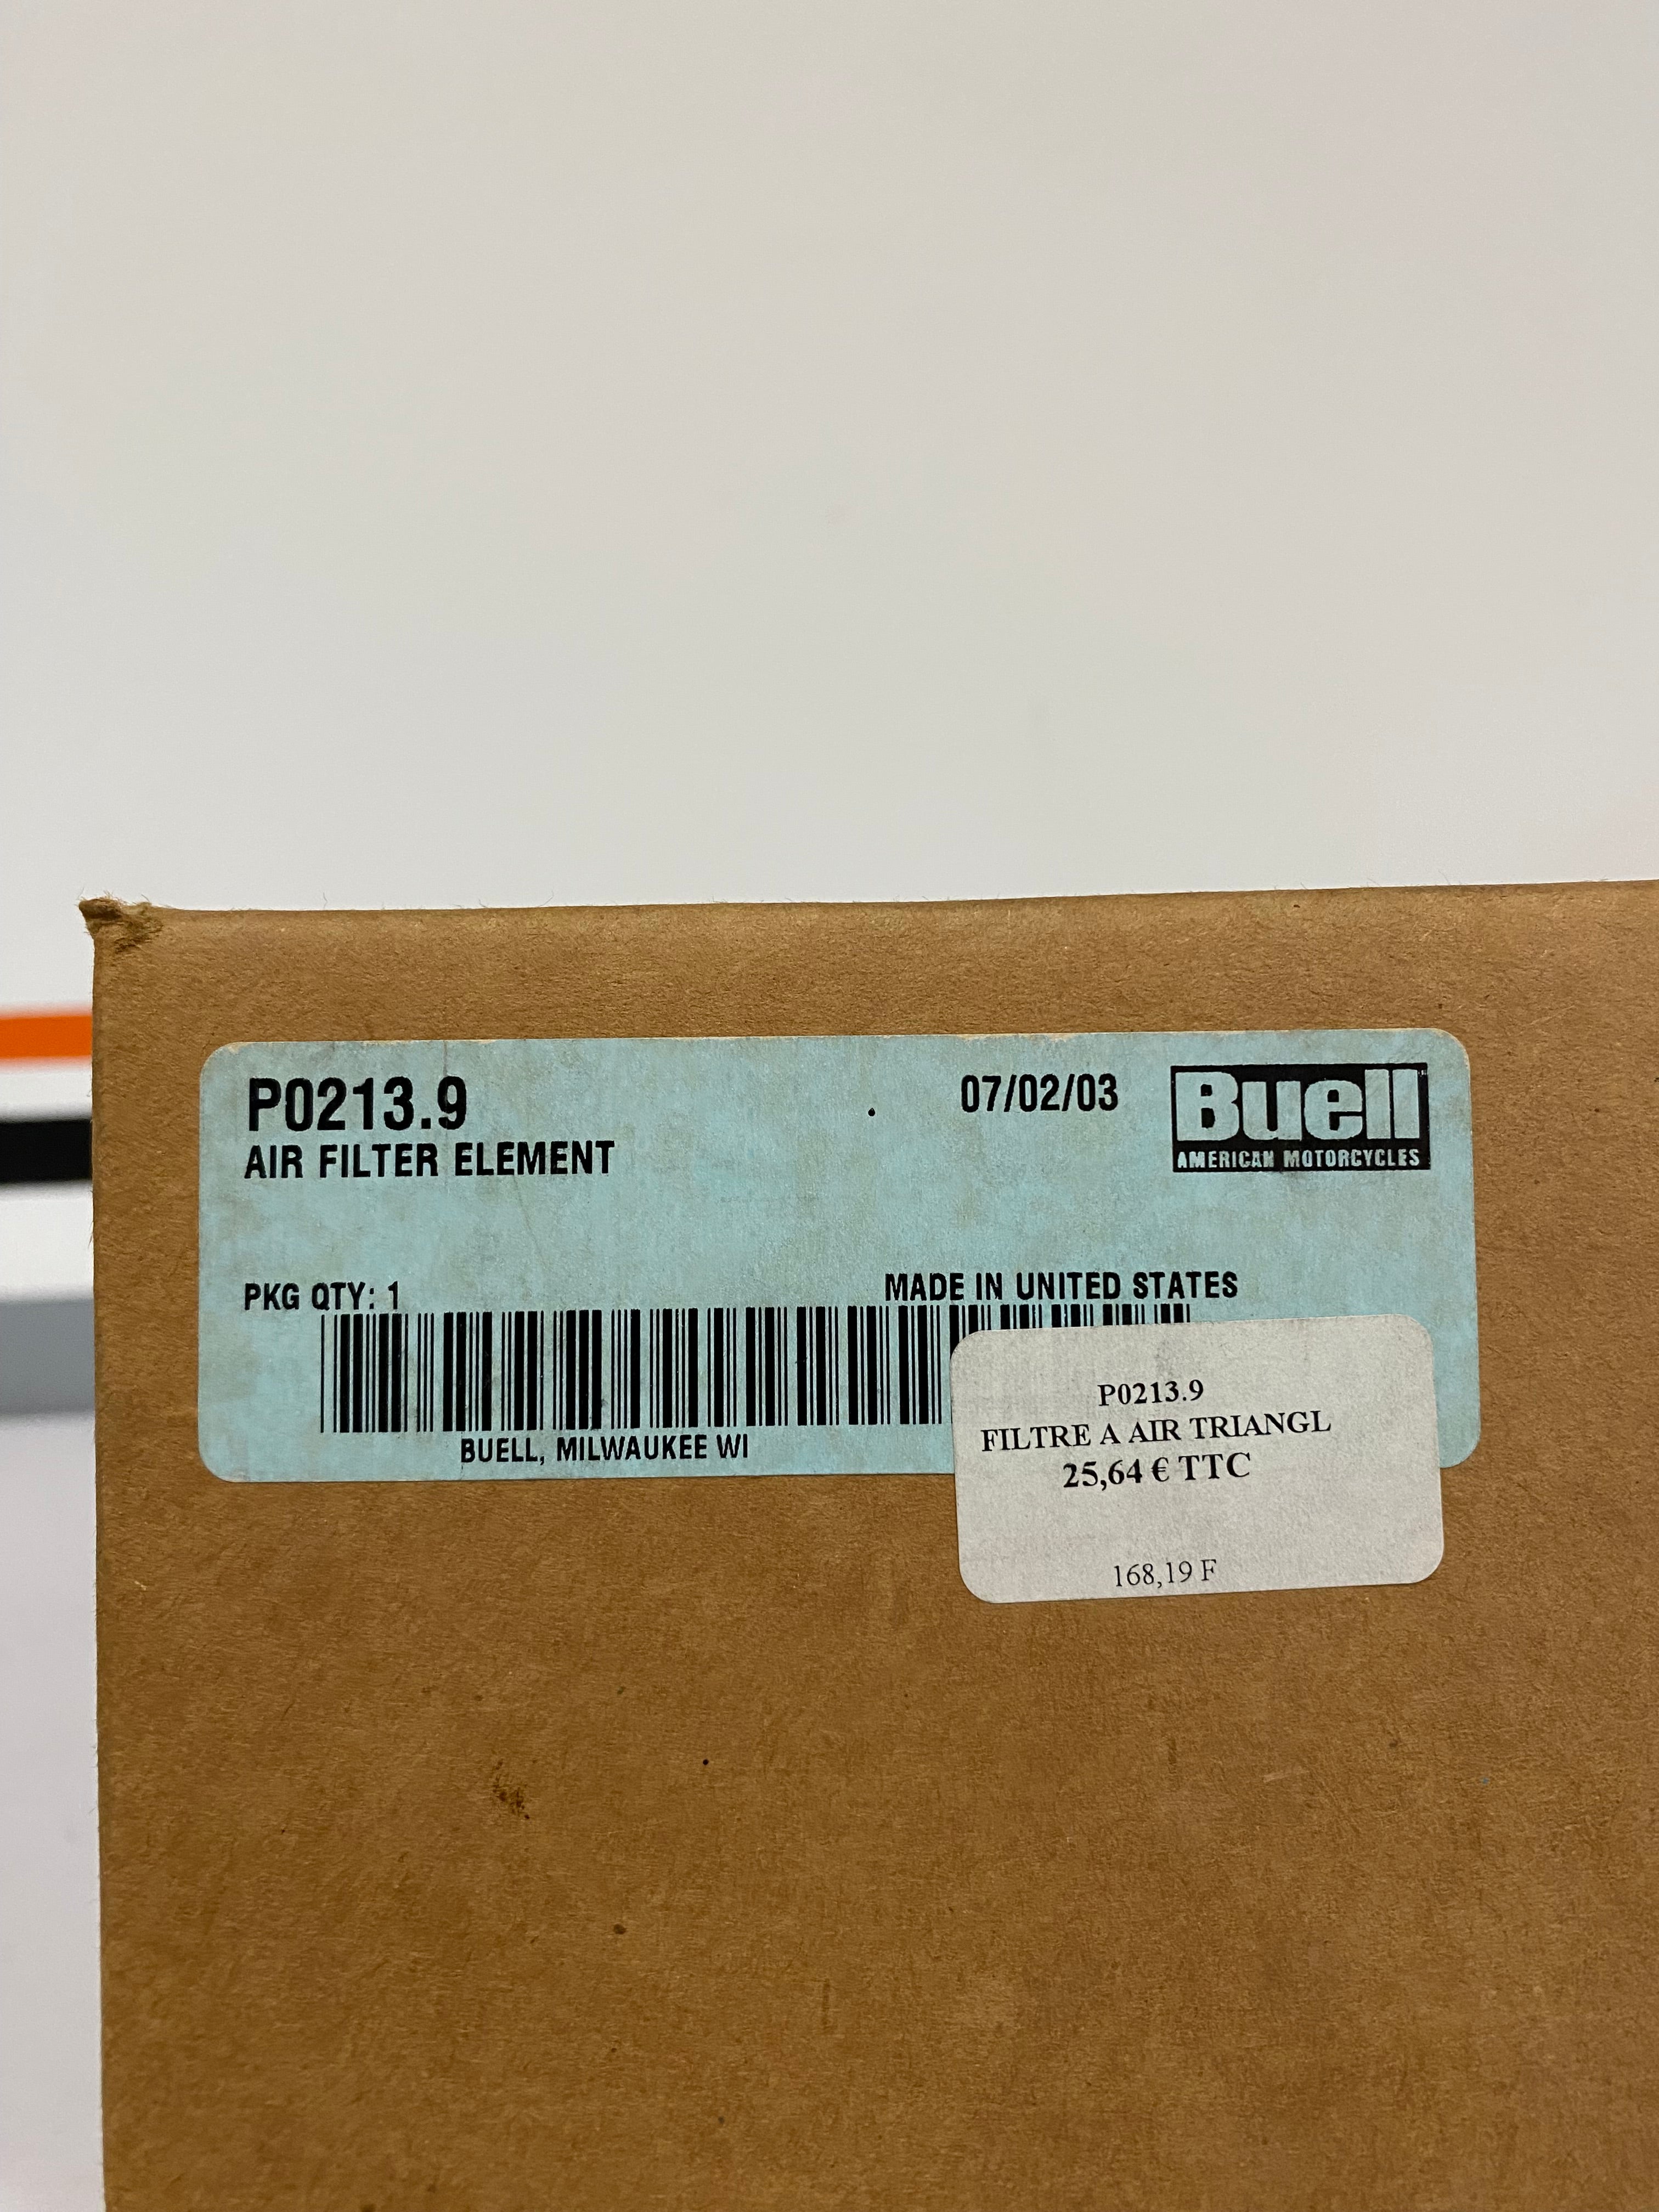 P0213.9
07/02/03
Buell
AMERICAN MOTORCYCLES
AIR FILTER ELEMENT
PKG QTY: 1
MADE IN UNITED STATES
BUELL, MILWAUKEE WI
P0213.9
FILTRE A AIR TRIANGL
25,64 € TTC
168,19 F